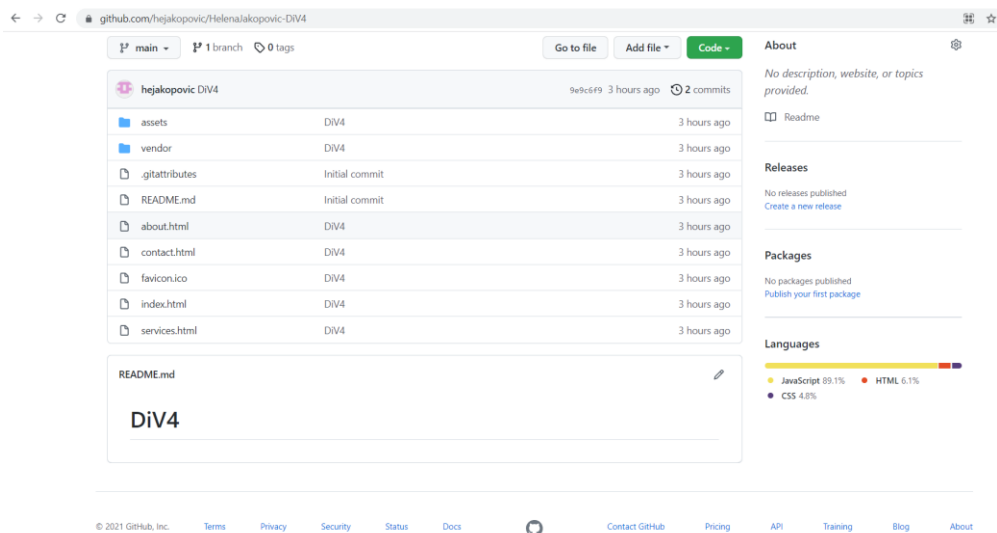 github.com/hejakopovic/HelenaJakopovic-DiV4
main 1 branch 0 tags Go to file Add file Code
hejakopovic DiV4 9e9c6f9 3 hours ago 2 commits
assets DiV4 3 hours ago
vendor DiV4 3 hours ago
.gitattributes Initial commit 3 hours ago
README.md Initial commit 3 hours ago
about.html DiV4 3 hours ago
contact.html DiV4 3 hours ago
favicon.ico DiV4 3 hours ago
index.html DiV4 3 hours ago
services.html DiV4 3 hours ago
README.md
DiV4
About
No description, website, or topics
provided.
Readme
Releases
No releases published
Create a new release
Packages
No packages published
Publish your first package
Languages
JavaScript 89.1% HTML 6.1%
CSS 4.8%
© 2021 GitHub, Inc. Terms Privacy Security Status Docs Contact GitHub Pricing API Training Blog About